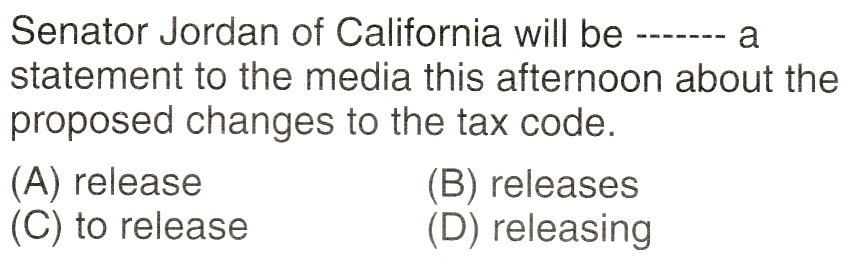 Senator Jordan of California will be ------- a
statement to the media this afternoon about the
proposed changes to the tax code.
(A) release (B) releases
(C) to release (D) releasing